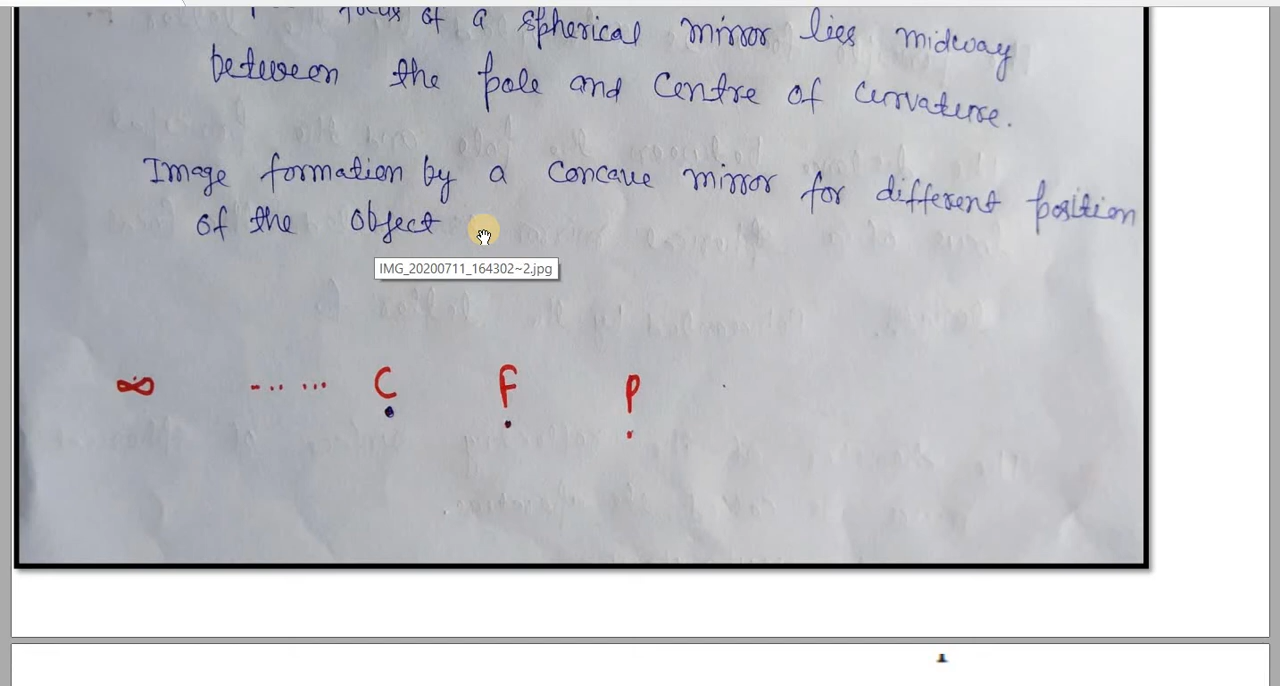 focus of a spherical mirror lies midway
between the pole and Centre of Curvature.
Image formation by a Concave mirror for different position
of the object
IMG_20200711_164302~2.jpg
∞ ... ... C F P